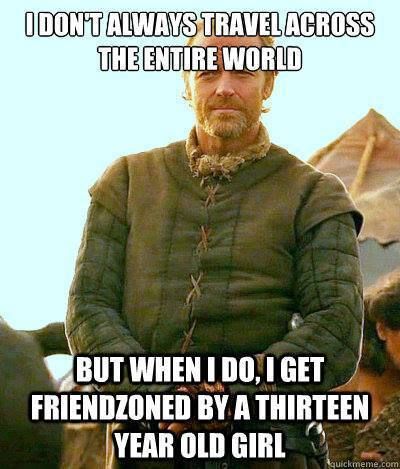 I DON'T ALWAYS TRAVEL ACROSS
THE ENTIRE WORLD
BUT WHEN I DO, I GET
FRIENDZONED BY A THIRTEEN
YEAR OLD GIRL
quickmeme.com